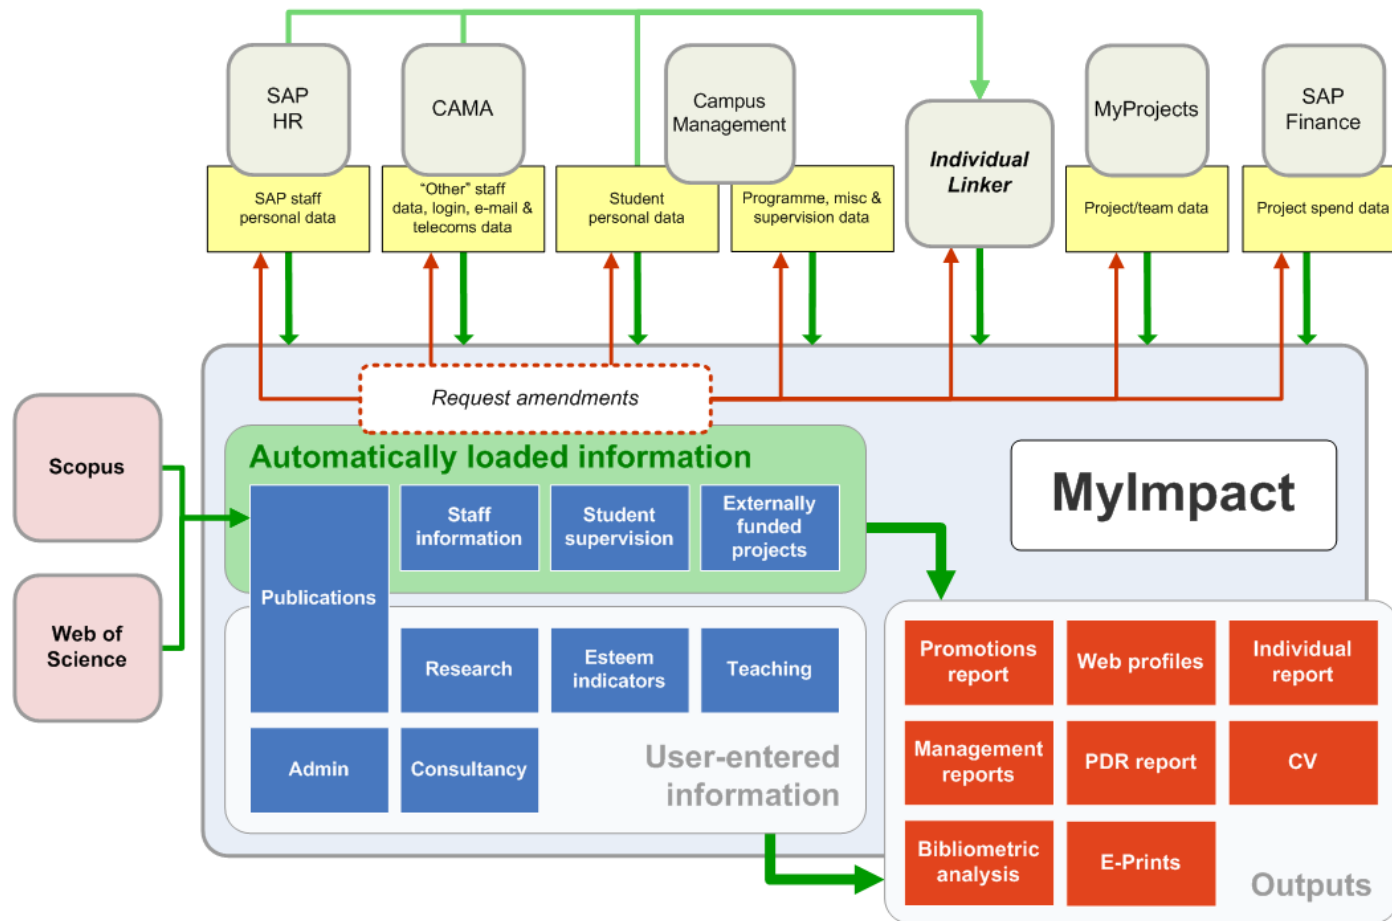 SAP
HR
CAMA
Campus
Management
Individual
Linker
MyProjects
SAP
Finance
SAP staff
personal data
“Other” staff
data, login, e-mail &
telecoms data
Student
personal data
Programme, misc &
supervision data
Project/team data
Project spend data
Request amendments
Scopus
Web of
Science
Automatically loaded information
MyImpact
Publications
Staff
information
Student
supervision
Externally
funded
projects
Research
Esteem
indicators
Teaching
Admin
Consultancy
User-entered
information
Promotions
report
Web profiles
Individual
report
Management
reports
PDR report
CV
Bibliometric
analysis
E-Prints
Outputs